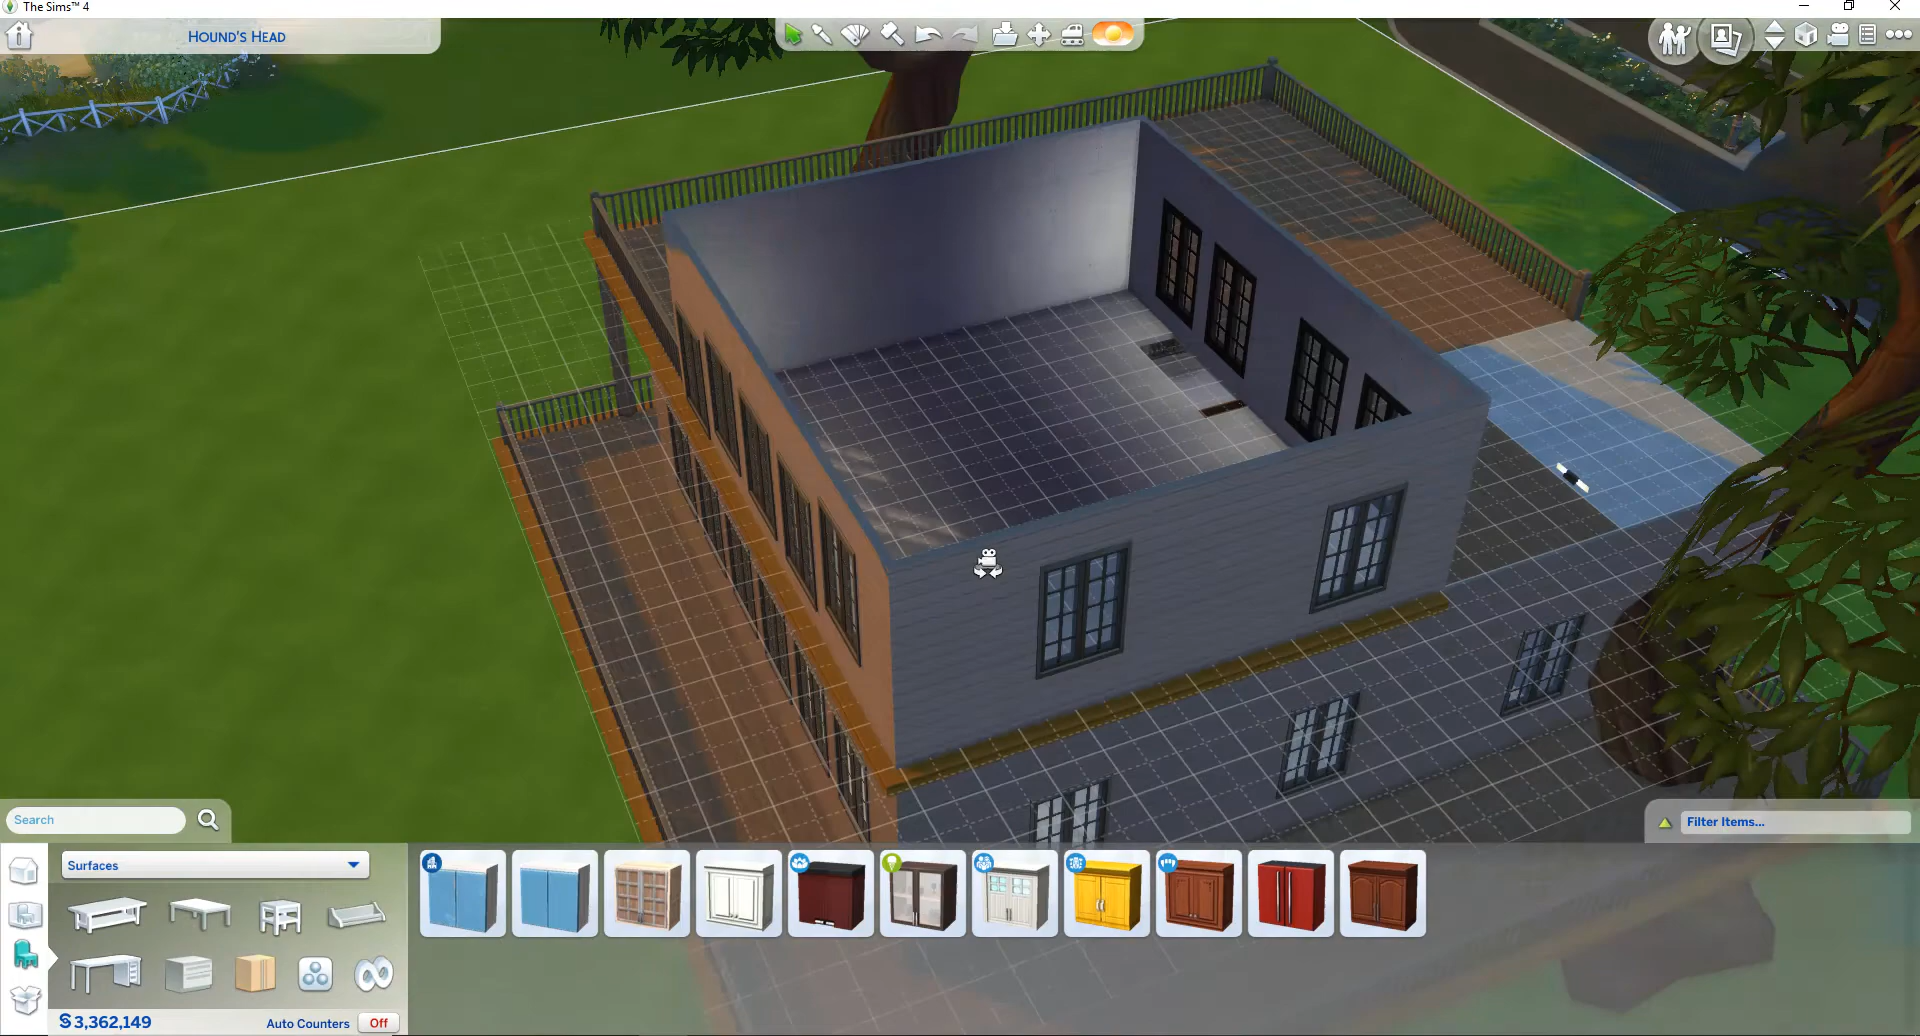 The Sims™ 4
HOUND'S HEAD
Search
Filter Items...
Surfaces
§3,362,149
Auto Counters
Off